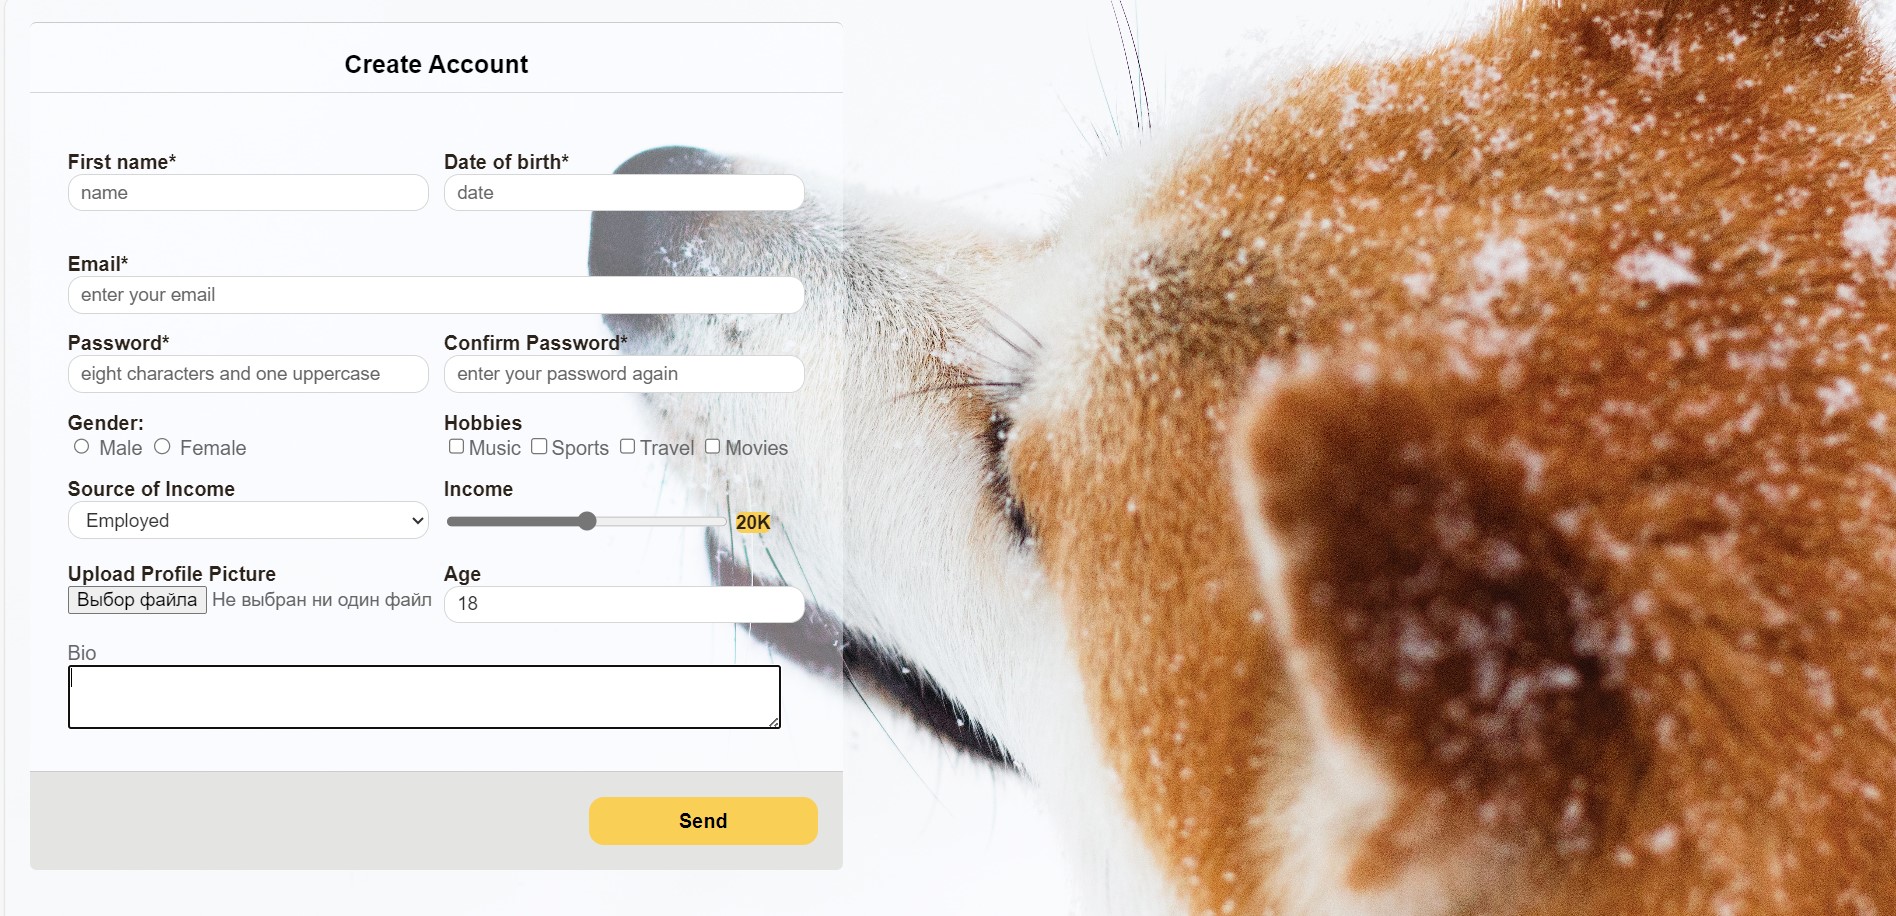 Create Account
First name* Date of birth*
name date
Email*
enter your email
Password* Confirm Password*
eight characters and one uppercase enter your password again
Gender: Hobbies
Male Female Music Sports Travel Movies
Source of Income Income
Employed 20K
Upload Profile Picture Age
Выбор файла Не выбран ни один файл 18
Bio
Send